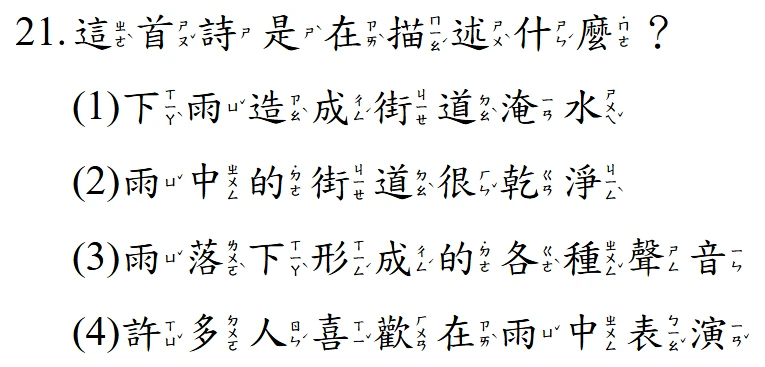 21.這首詩是在描述什麼？
(1)下雨造成街道淹水
(2)雨中的街道很乾淨
(3)雨落下形成的各種聲音
(4)許多人喜歡在雨中表演